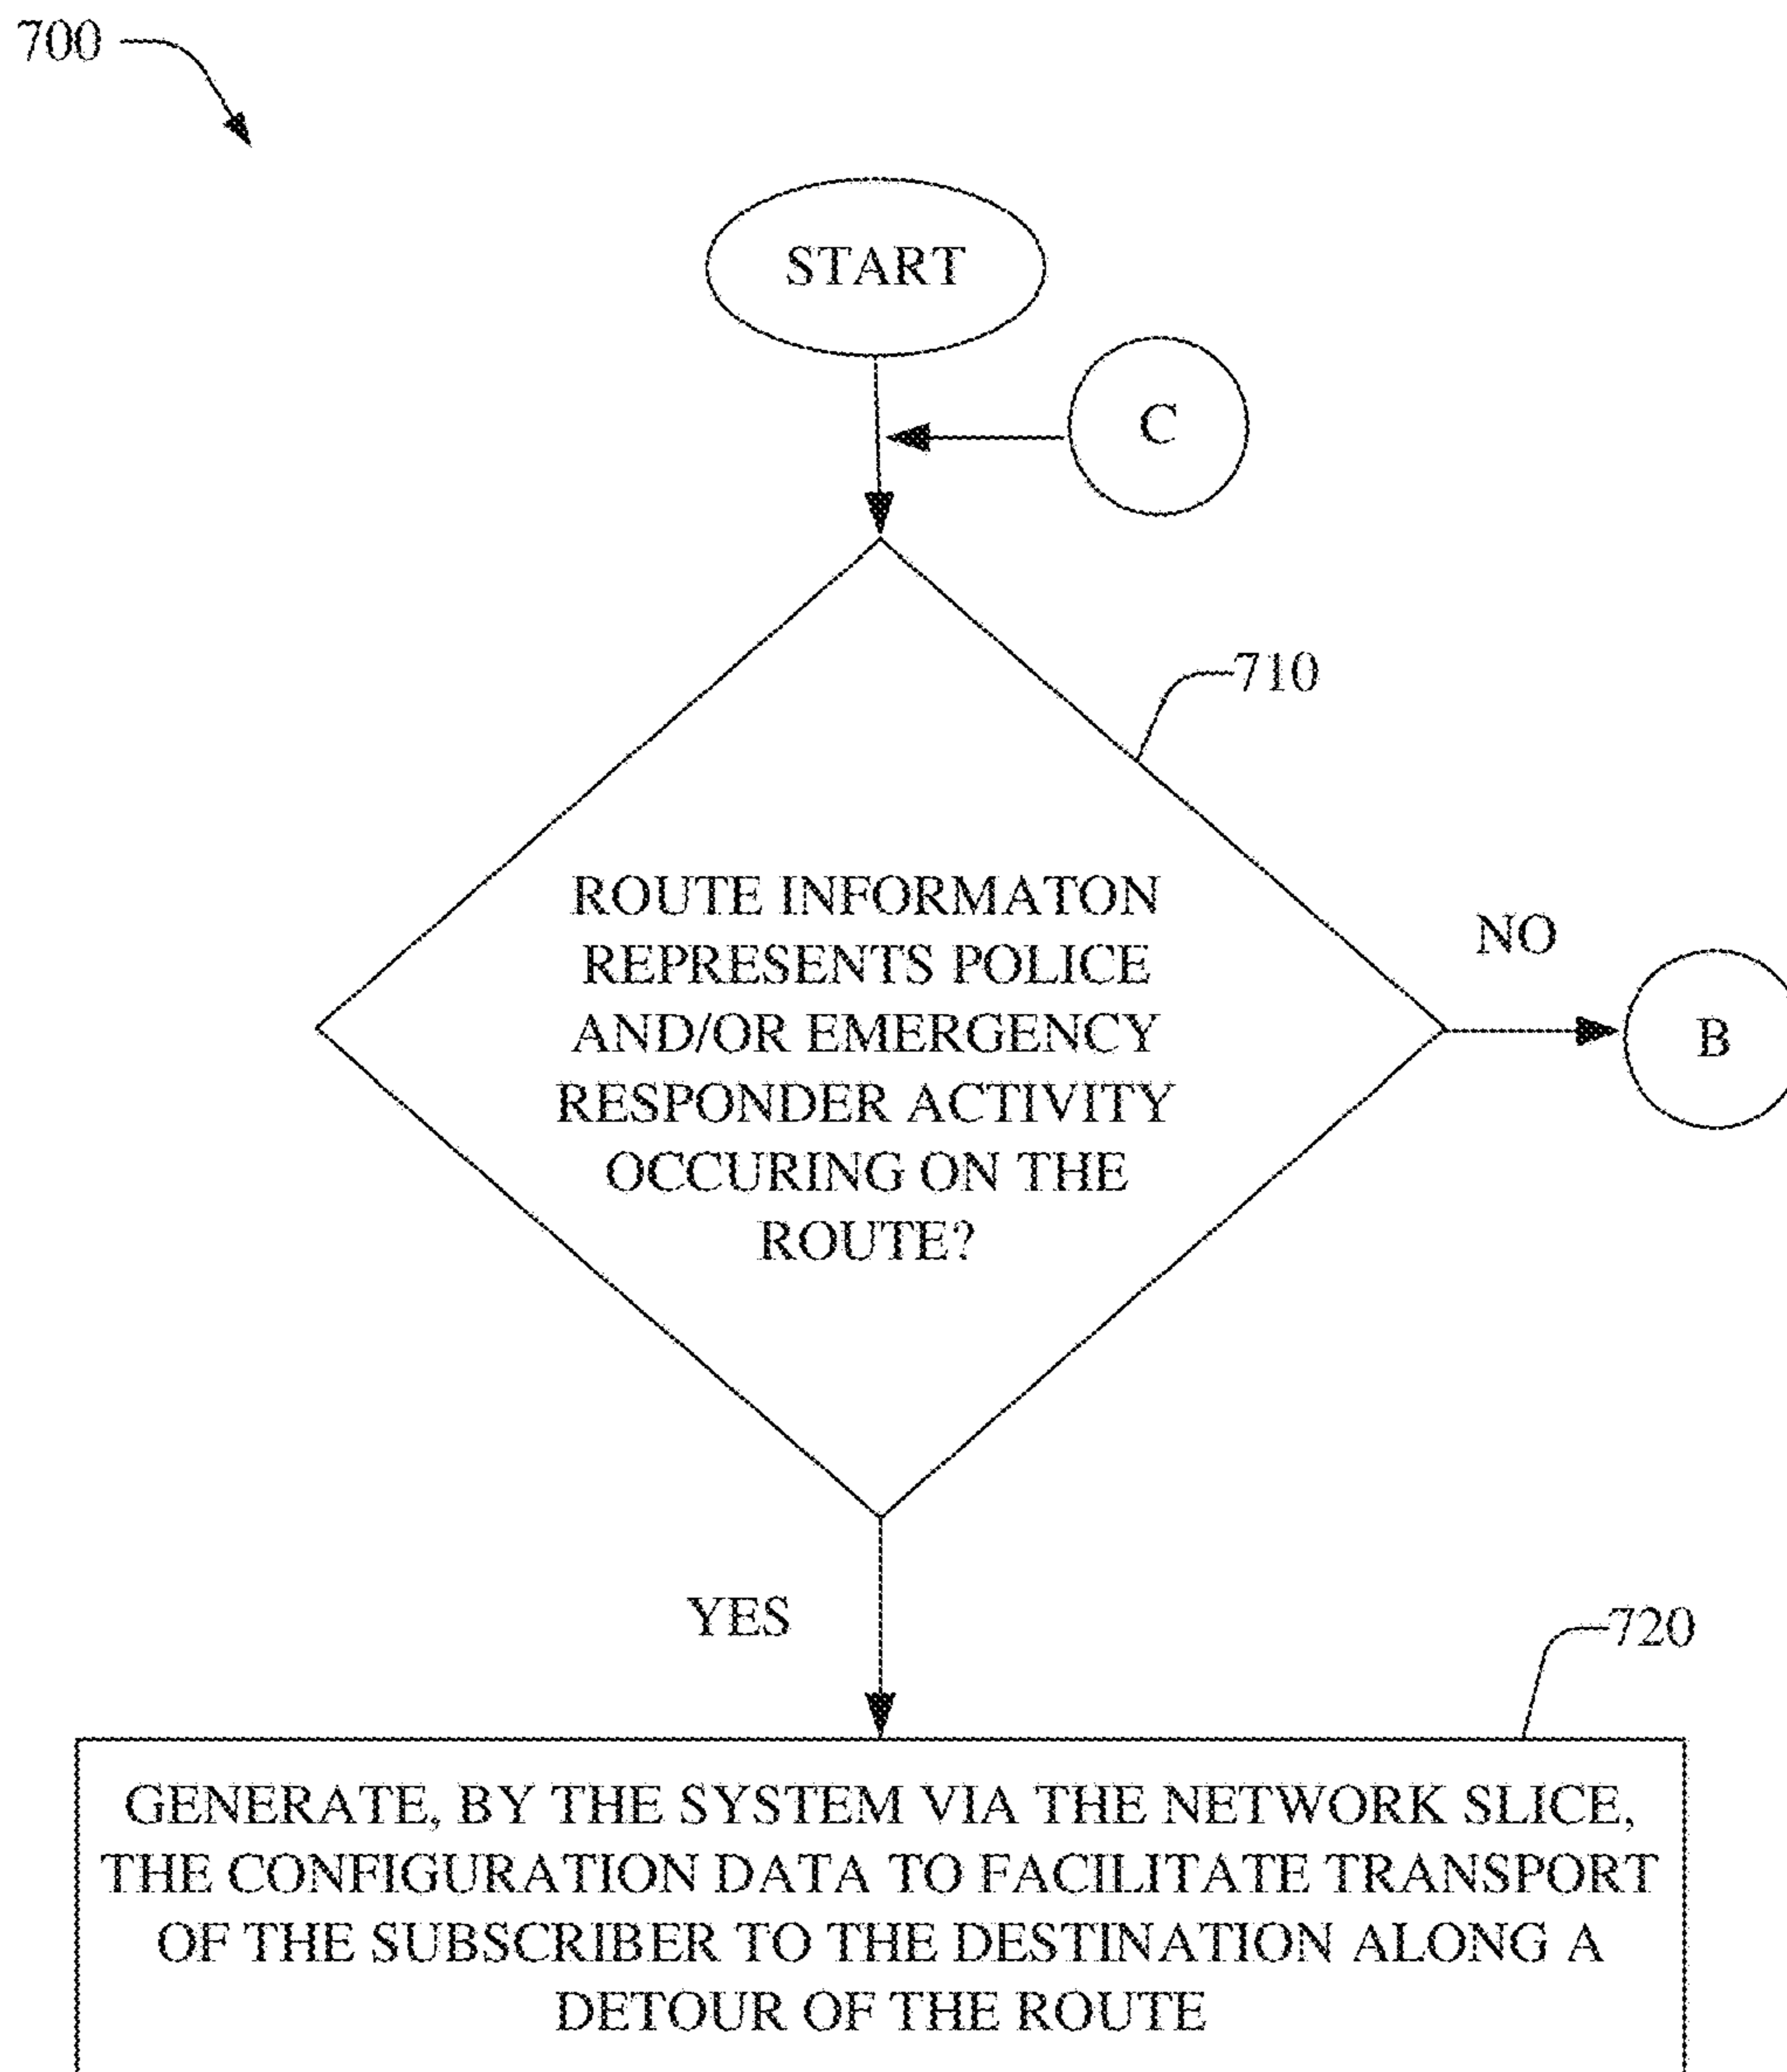 700
START
C
710
ROUTE INFORMATON
REPRESENTS POLICE
AND/OR EMERGENCY
RESPONDER ACTIVITY
OCCURING ON THE
ROUTE?
NO
B
YES
720
GENERATE, BY THE SYSTEM VIA THE NETWORK SLICE,
THE CONFIGURATION DATA TO FACILITATE TRANSPORT
OF THE SUBSCRIBER TO THE DESTINATION ALONG A
DETOUR OF THE ROUTE